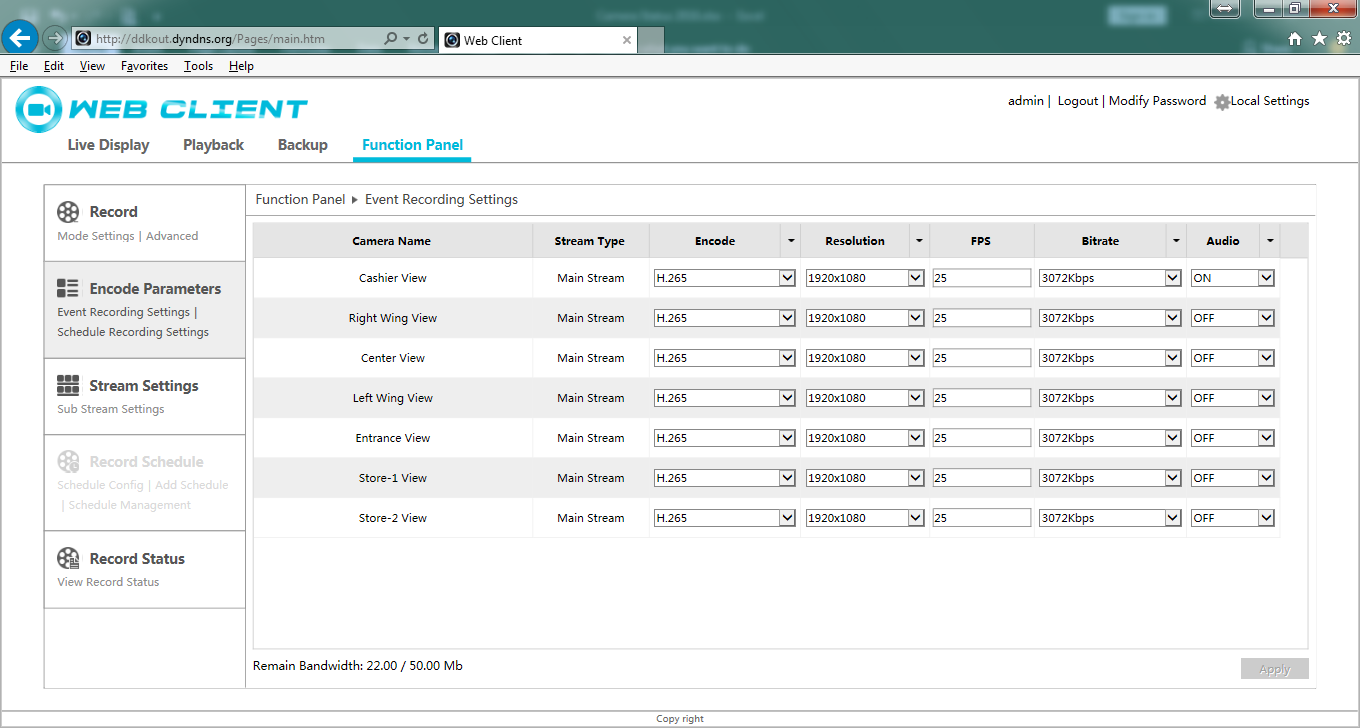 http://ddkout.dyndns.org/Pages/main.htm
Web Client
File Edit View Favorites Tools Help
WEB CLIENT
admin | Logout | Modify Password Local Settings
Live Display Playback Backup Function Panel
Record
Mode Settings | Advanced
Encode Parameters
Event Recording Settings |
Schedule Recording Settings
Stream Settings
Sub Stream Settings
Record Schedule
Schedule Config | Add Schedule
| Schedule Management
Record Status
View Record Status
Function Panel Event Recording Settings
Camera Name Stream Type Encode Resolution FPS Bitrate Audio
Cashier View Main Stream H.265 1920x1080 25 3072Kbps ON
Right Wing View Main Stream H.265 1920x1080 25 3072Kbps OFF
Center View Main Stream H.265 1920x1080 25 3072Kbps OFF
Left Wing View Main Stream H.265 1920x1080 25 3072Kbps OFF
Entrance View Main Stream H.265 1920x1080 25 3072Kbps OFF
Store-1 View Main Stream H.265 1920x1080 25 3072Kbps OFF
Store-2 View Main Stream H.265 1920x1080 25 3072Kbps OFF
Remain Bandwidth: 22.00 / 50.00 Mb
Apply
Copy right